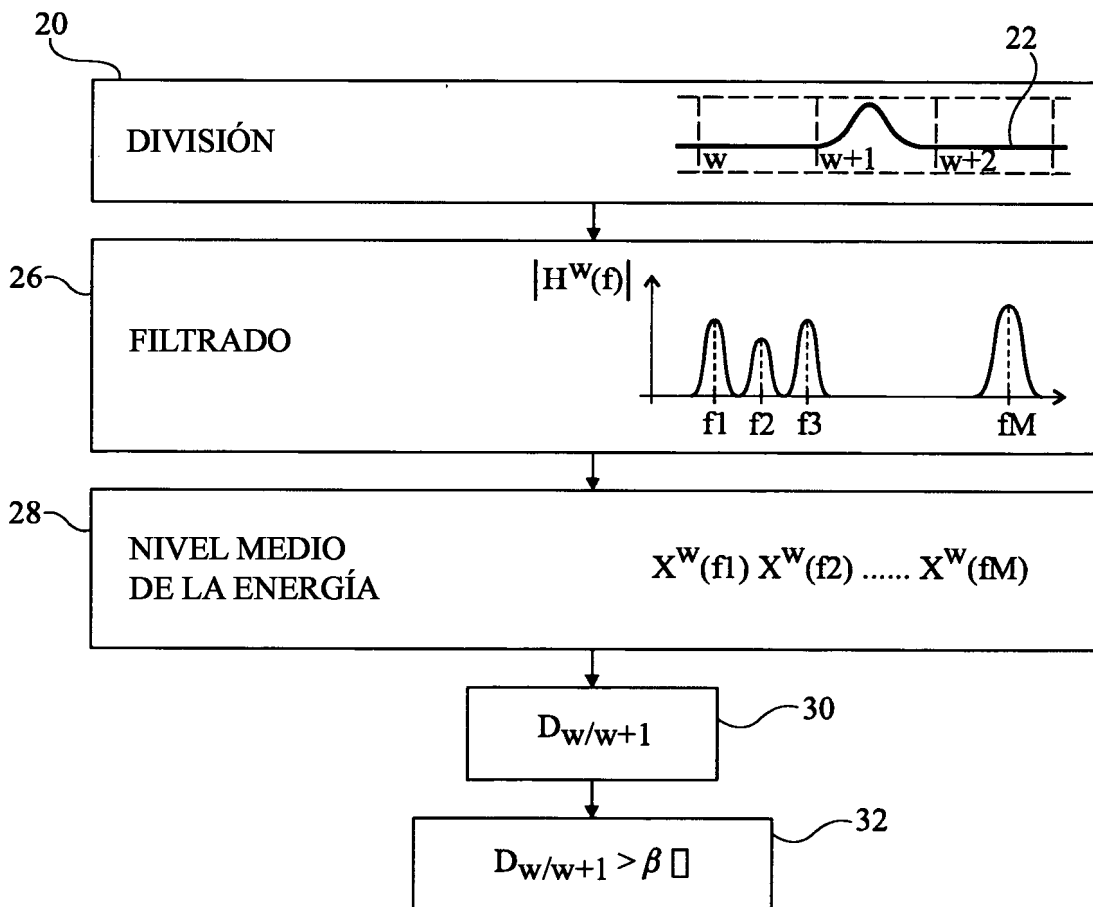 20
22
DIVISIÓN
w w+1 w+2
26
|H^w(f)|
FILTRADO
f1 f2 f3 fM
28
NIVEL MEDIO
DE LA ENERGÍA
X^w(f1) X^w(f2) ...... X^w(fM)
30
D_w/w+1
32
D_w/w+1 > β ▯